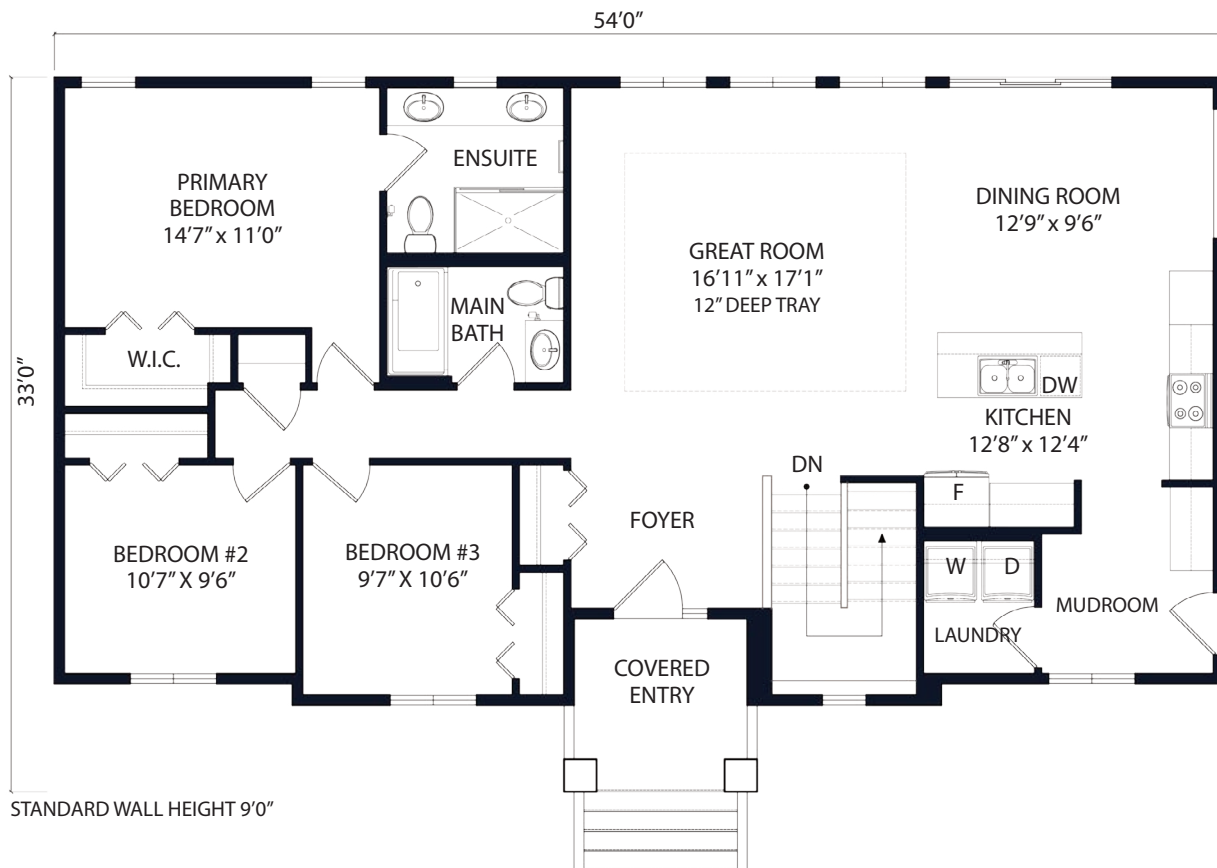 54’0”
33’0”
PRIMARY
BEDROOM
14’7” x 11’0”
ENSUITE
DINING ROOM
12’9” x 9’6”
GREAT ROOM
16’11” x 17’1”
12” DEEP TRAY
MAIN
BATH
W.I.C.
DW
KITCHEN
12’8” x 12’4”
DN
F
FOYER
BEDROOM #2
10’7” X 9’6”
BEDROOM #3
9’7” X 10’6”
W
D
MUDROOM
LAUNDRY
COVERED
ENTRY
STANDARD WALL HEIGHT 9’0”